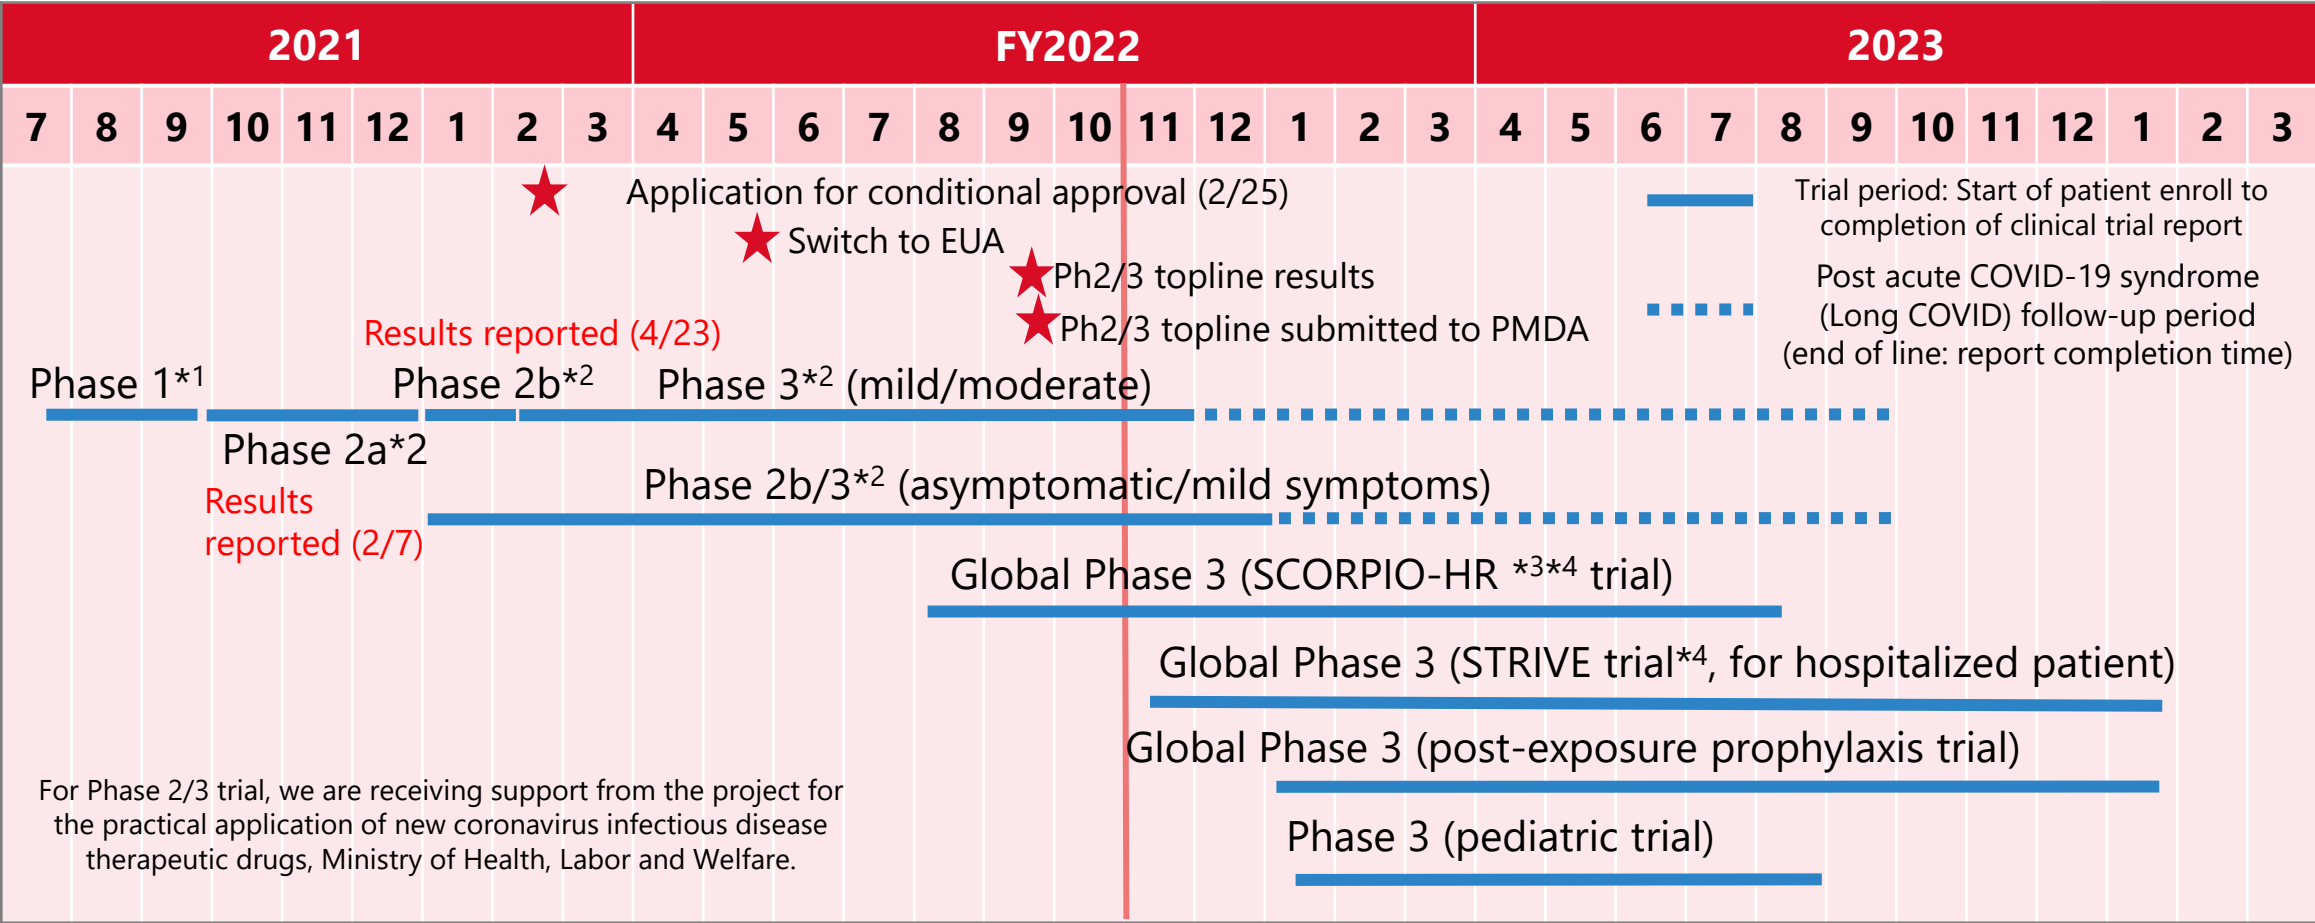 2021 FY2022 2023
7 8 9 10 11 12 1 2 3 4 5 6 7 8 9 10 11 12 1 2 3 4 5 6 7 8 9 10 11 12 1 2 3
Application for conditional approval (2/25)
Switch to EUA
Ph2/3 topline results
Ph2/3 topline submitted to PMDA
Trial period: Start of patient enroll to
completion of clinical trial report
Post acute COVID-19 syndrome
(Long COVID) follow-up period
(end of line: report completion time)
Results reported (4/23)
Phase 1*1
Phase 2b*2
Phase 3*2 (mild/moderate)
Phase 2a*2
Results
reported (2/7)
Phase 2b/3*2 (asymptomatic/mild symptoms)
Global Phase 3 (SCORPIO-HR *3*4 trial)
Global Phase 3 (STRIVE trial*4, for hospitalized patient)
Global Phase 3 (post-exposure prophylaxis trial)
Phase 3 (pediatric trial)
For Phase 2/3 trial, we are receiving support from the project for
the practical application of new coronavirus infectious disease
therapeutic drugs, Ministry of Health, Labor and Welfare.